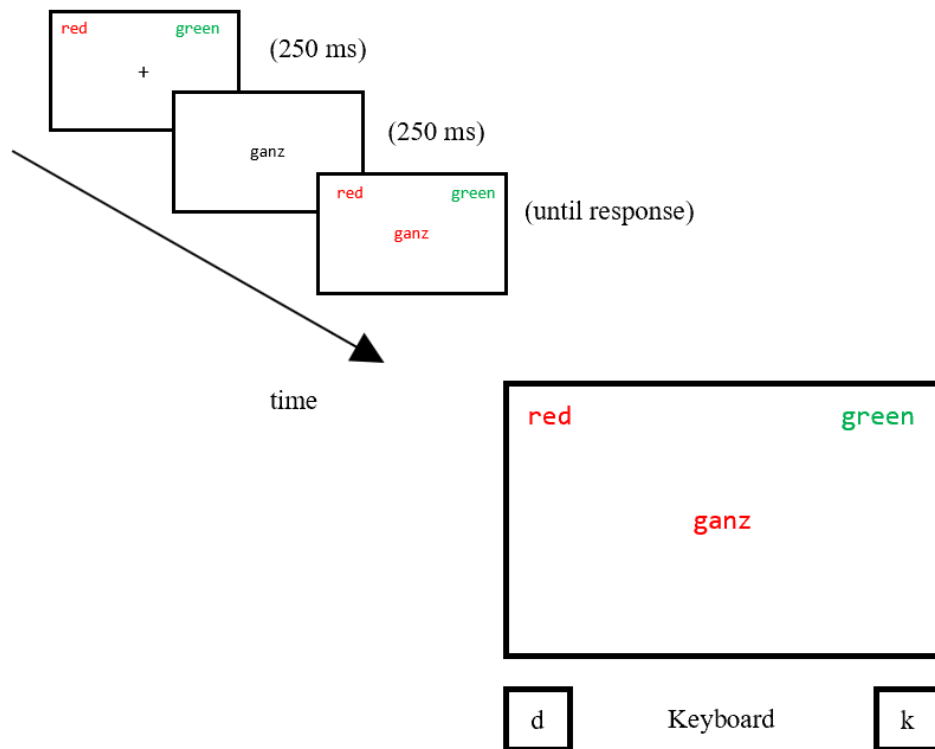 red green
+
(250 ms)
ganz
(250 ms)
red green
ganz
(until response)
time
red green
ganz
d Keyboard k